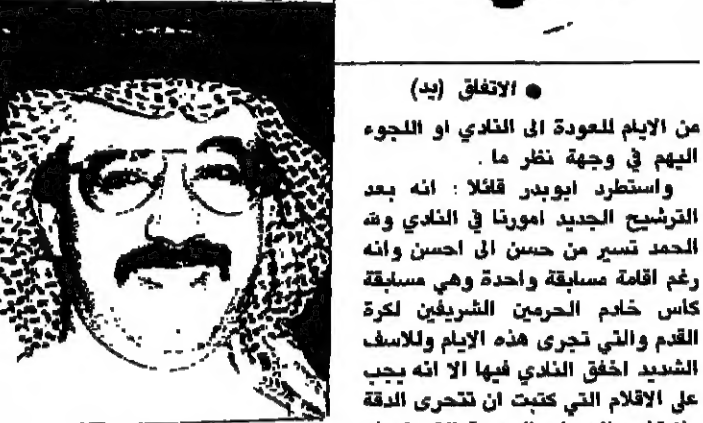 ● الاتفاق (يد)
من الايام للعودة الى النادي او اللجوء
اليهم في وجهة نظر ما .
واستطرد ابوبدر قائلا : انه بعد
الترشيح الجديد امورنا في النادي ولله
الحمد تسير من حسن الى احسن وانه
رغم اقامة مسابقة واحدة وهي مسابقة
كأس خادم الحرمين الشريفين لكرة
القدم والتي تجرى هذه الايام وللاسف
الشديد اخفق النادي فيها الا انه يجب
على الاقلام التي كتبت ان تتحرى الدقة